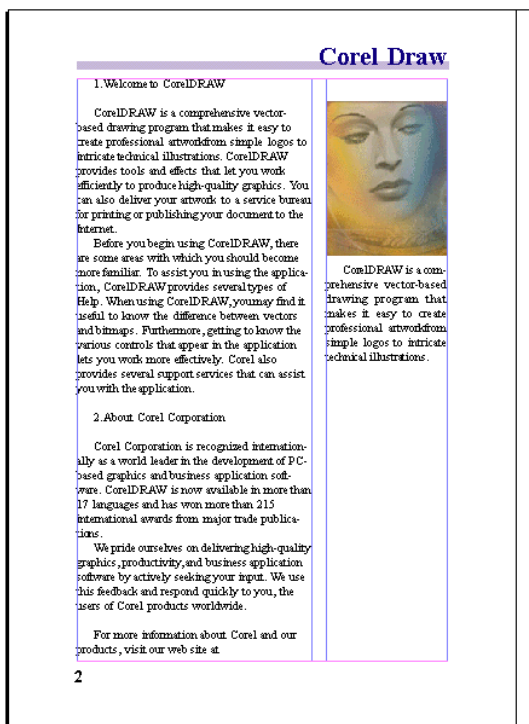 Corel Draw
1.Welcome to CorelDRAW
CorelDRAW is a comprehensive vector-
based drawing program that makes it easy to
create professional artworkfrom simple logos to
intricate technical illustrations. CorelDRAW
provides tools and effects that let you work
efficiently to produce high-quality graphics. You
can also deliver your artwork to a service bureau
for printing or publishing your document to the
Internet.
Before you begin using CorelDRAW, there
are some areas with which you should become
more familiar. To assist you in using the applica-
tion, CorelDRAW provides several types of
Help. When using CorelDRAW, you may find it
useful to know the difference between vectors
and bitmaps. Furthermore, getting to know the
various controls that appear in the application
lets you work more effectively. Corel also
provides several support services that can assist
you with the application.
2.About Corel Corporation
Corel Corporation is recognized internation-
ally as a world leader in the development of PC-
based graphics and business application soft-
ware. CorelDRAW is now available in more than
17 languages and has won more than 215
international awards from major trade publica-
tions.
We pride ourselves on delivering high-quality
graphics, productivity, and business application
software by actively seeking your input. We use
this feedback and respond quickly to you, the
users of Corel products worldwide.
For more information about Corel and our
products, visit our web site at
CorelDRAW is a com-
prehensive vector-based
drawing program that
makes it easy to create
professional artworkfrom
simple logos to intricate
technical illustrations.
2